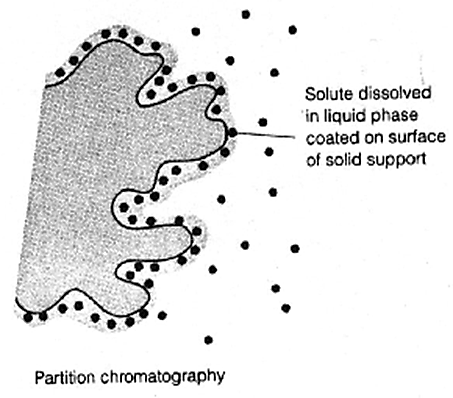 Solute dissolved
in liquid phase
coated on surface
of solid support
Partition chromatography